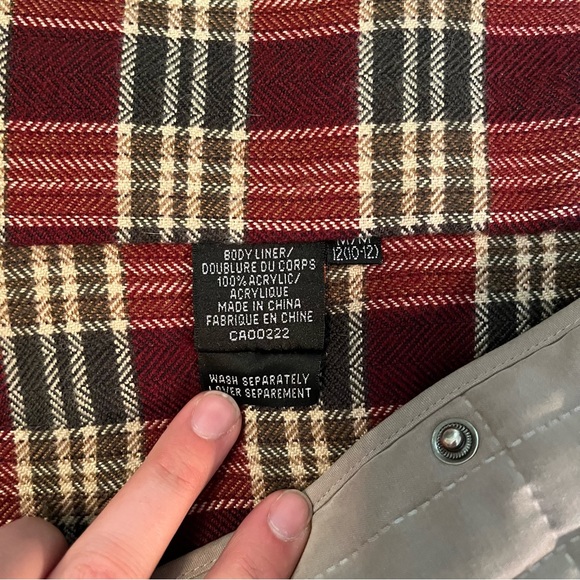 BODY LINER/
DOUBLURE DU CORPS
100% ACRYLIC/
ACRYLIQUE
MADE IN CHINA
FABRIQUE EN CHINE
CA00222
M/M
12(10-12)
WASH SEPARATELY
LAVER SEPAREMENT